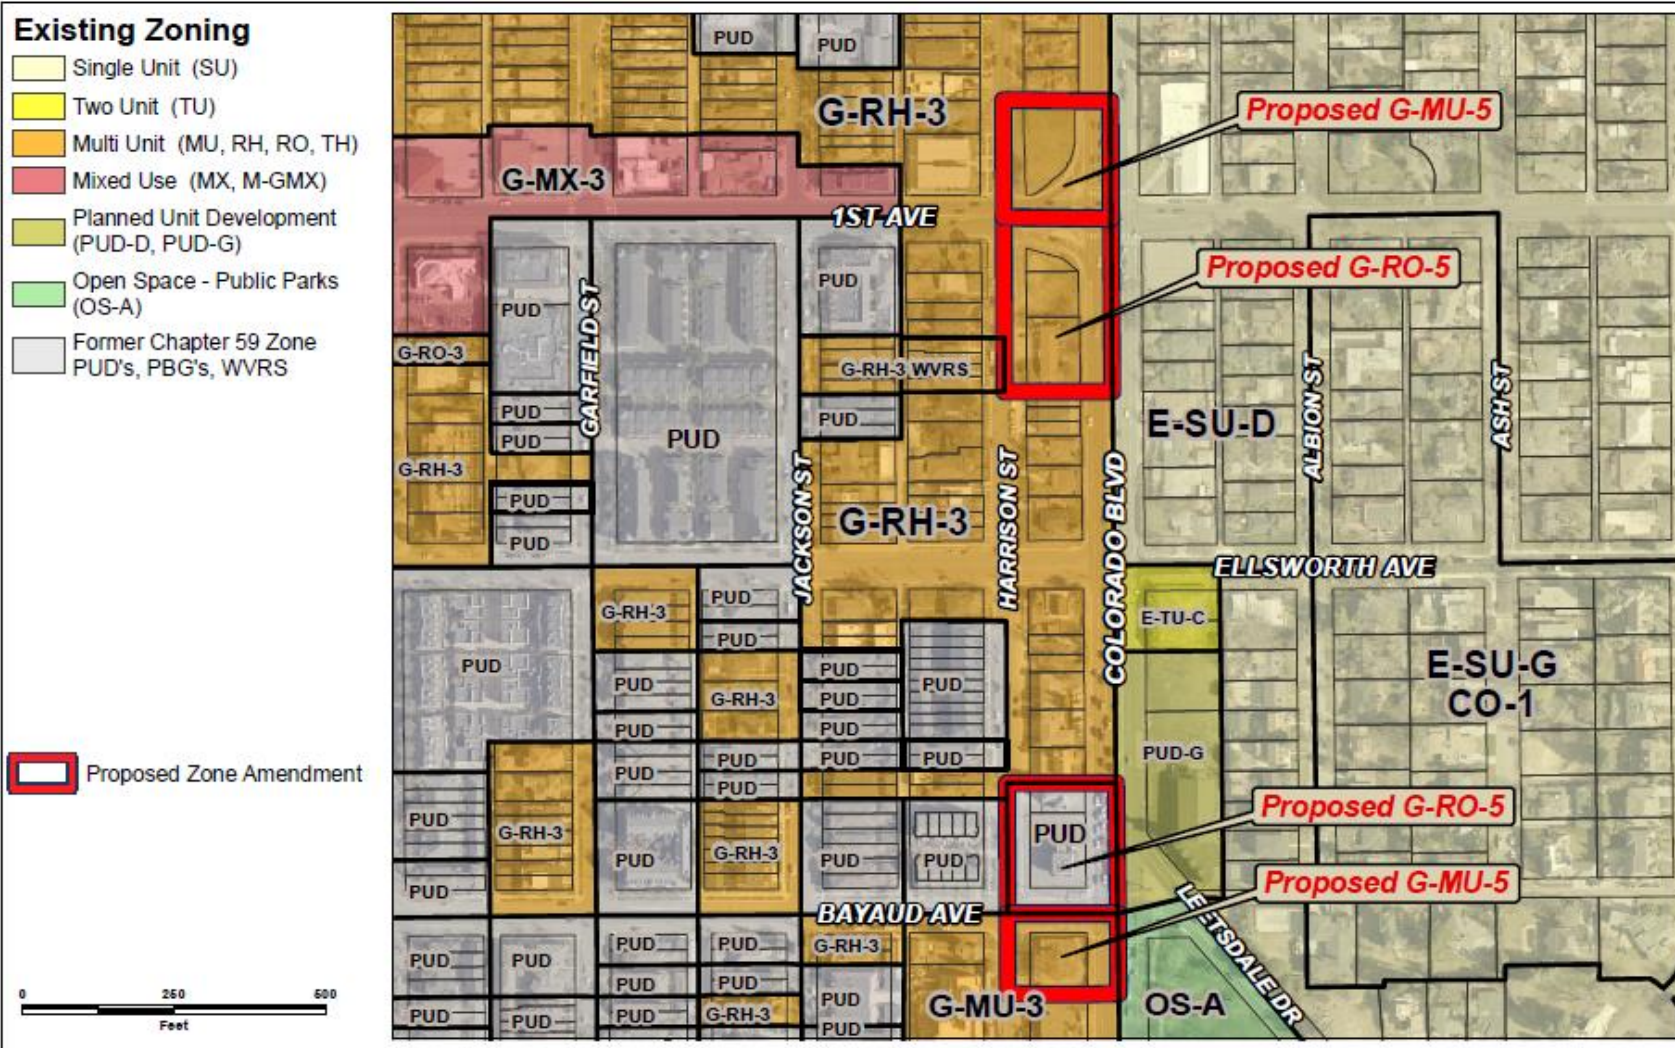 Existing Zoning
Single Unit (SU)
Two Unit (TU)
Multi Unit (MU, RH, RO, TH)
Mixed Use (MX, M-GMX)
Planned Unit Development
(PUD-D, PUD-G)
Open Space - Public Parks
(OS-A)
Former Chapter 59 Zone
PUD's, PBG's, WVRS
Proposed Zone Amendment
0 250 500
Feet
PUD
PUD
G-RH-3
Proposed G-MU-5
G-MX-3
1ST AVE
Proposed G-RO-5
PUD
PUD
GARFIELD ST
G-RO-3
G-RH-3 WVRS
PUD
PUD
PUD
PUD
E-SU-D
ALBION ST
ASH ST
G-RH-3
PUD
PUD
JACKSON ST
G-RH-3
HARRISON ST
COLORADO BLVD
ELLSWORTH AVE
G-RH-3
PUD
PUD
E-TU-C
PUD
PUD
G-RH-3
PUD
PUD
PUD
E-SU-G
CO-1
PUD
PUD
PUD
PUD
PUD
PUD
PUD
PUD-G
Proposed G-RO-5
PUD
G-RH-3
PUD
G-RH-3
PUD
PUD
PUD
PUD
Proposed G-MU-5
BAYAUD AVE
LEETSDALE DR
PUD
PUD
PUD
PUD
G-RH-3
PUD
PUD
PUD
G-MU-3
OS-A
PUD
PUD
PUD
G-RH-3
PUD